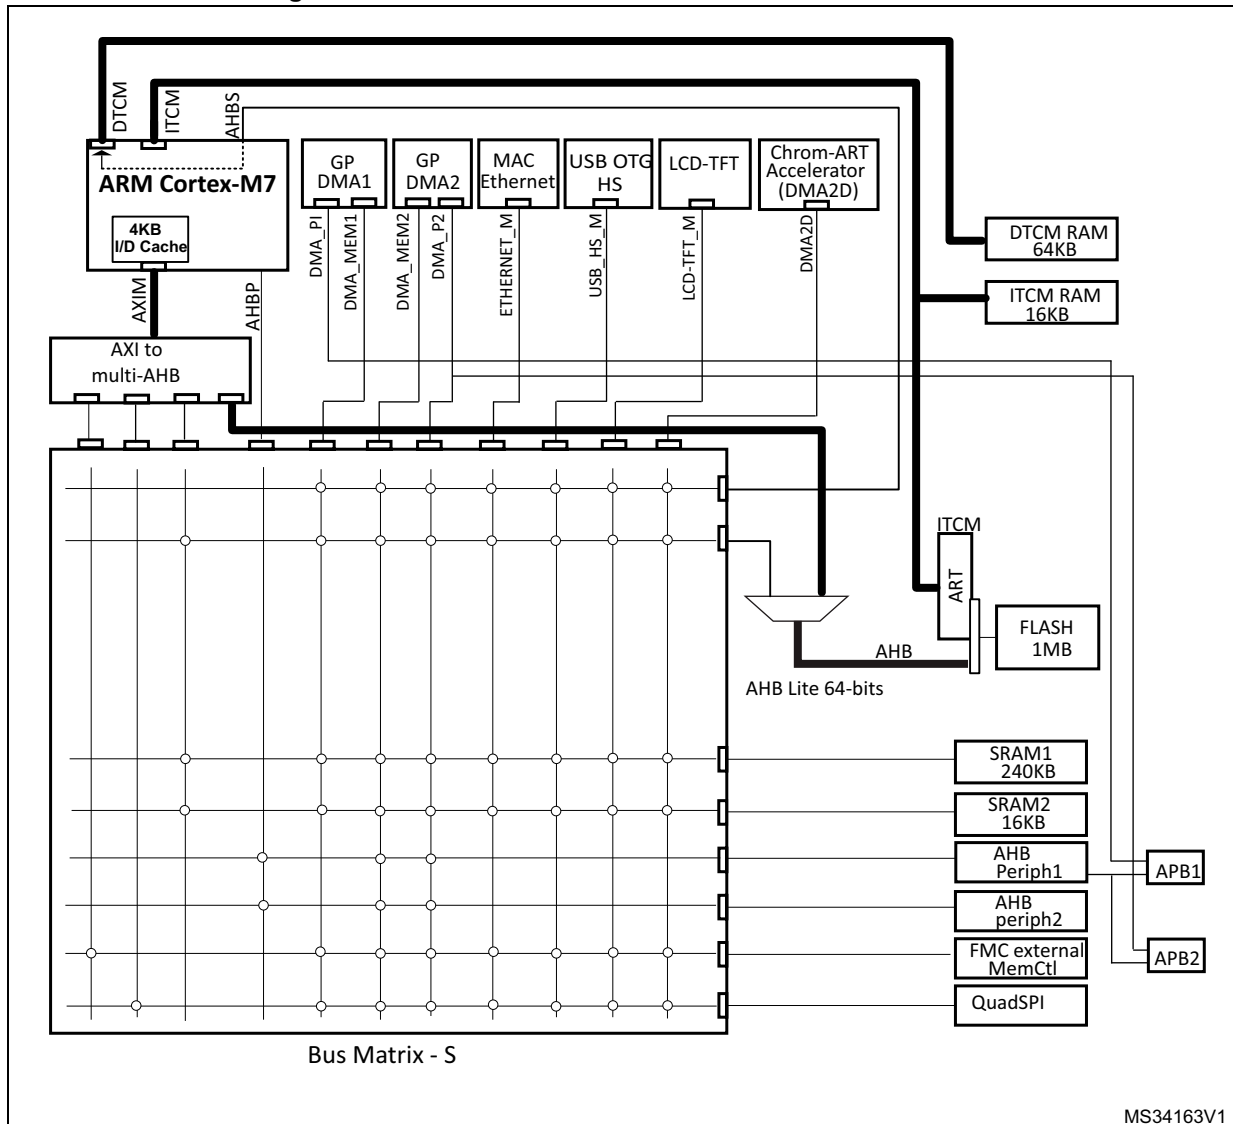 DTCM
ITCM
AHBS
ARM Cortex-M7
4KB
I/D Cache
GP
DMA1
GP
DMA2
MAC
Ethernet
USB OTG
HS
LCD-TFT
Chrom-ART
Accelerator
(DMA2D)
AXIM
AHBP
DMA_PI
DMA_MEM1
DMA_MEM2
DMA_P2
ETHERNET_M
USB_HS_M
LCD-TFT_M
DMA2D
DTCM RAM
64KB
ITCM RAM
16KB
AXI to
multi-AHB
ITCM
ART
FLASH
1MB
AHB
AHB Lite 64-bits
SRAM1
240KB
SRAM2
16KB
AHB
Periph1
APB1
AHB
periph2
FMC external
MemCtl
APB2
QuadSPI
Bus Matrix - S
MS34163V1